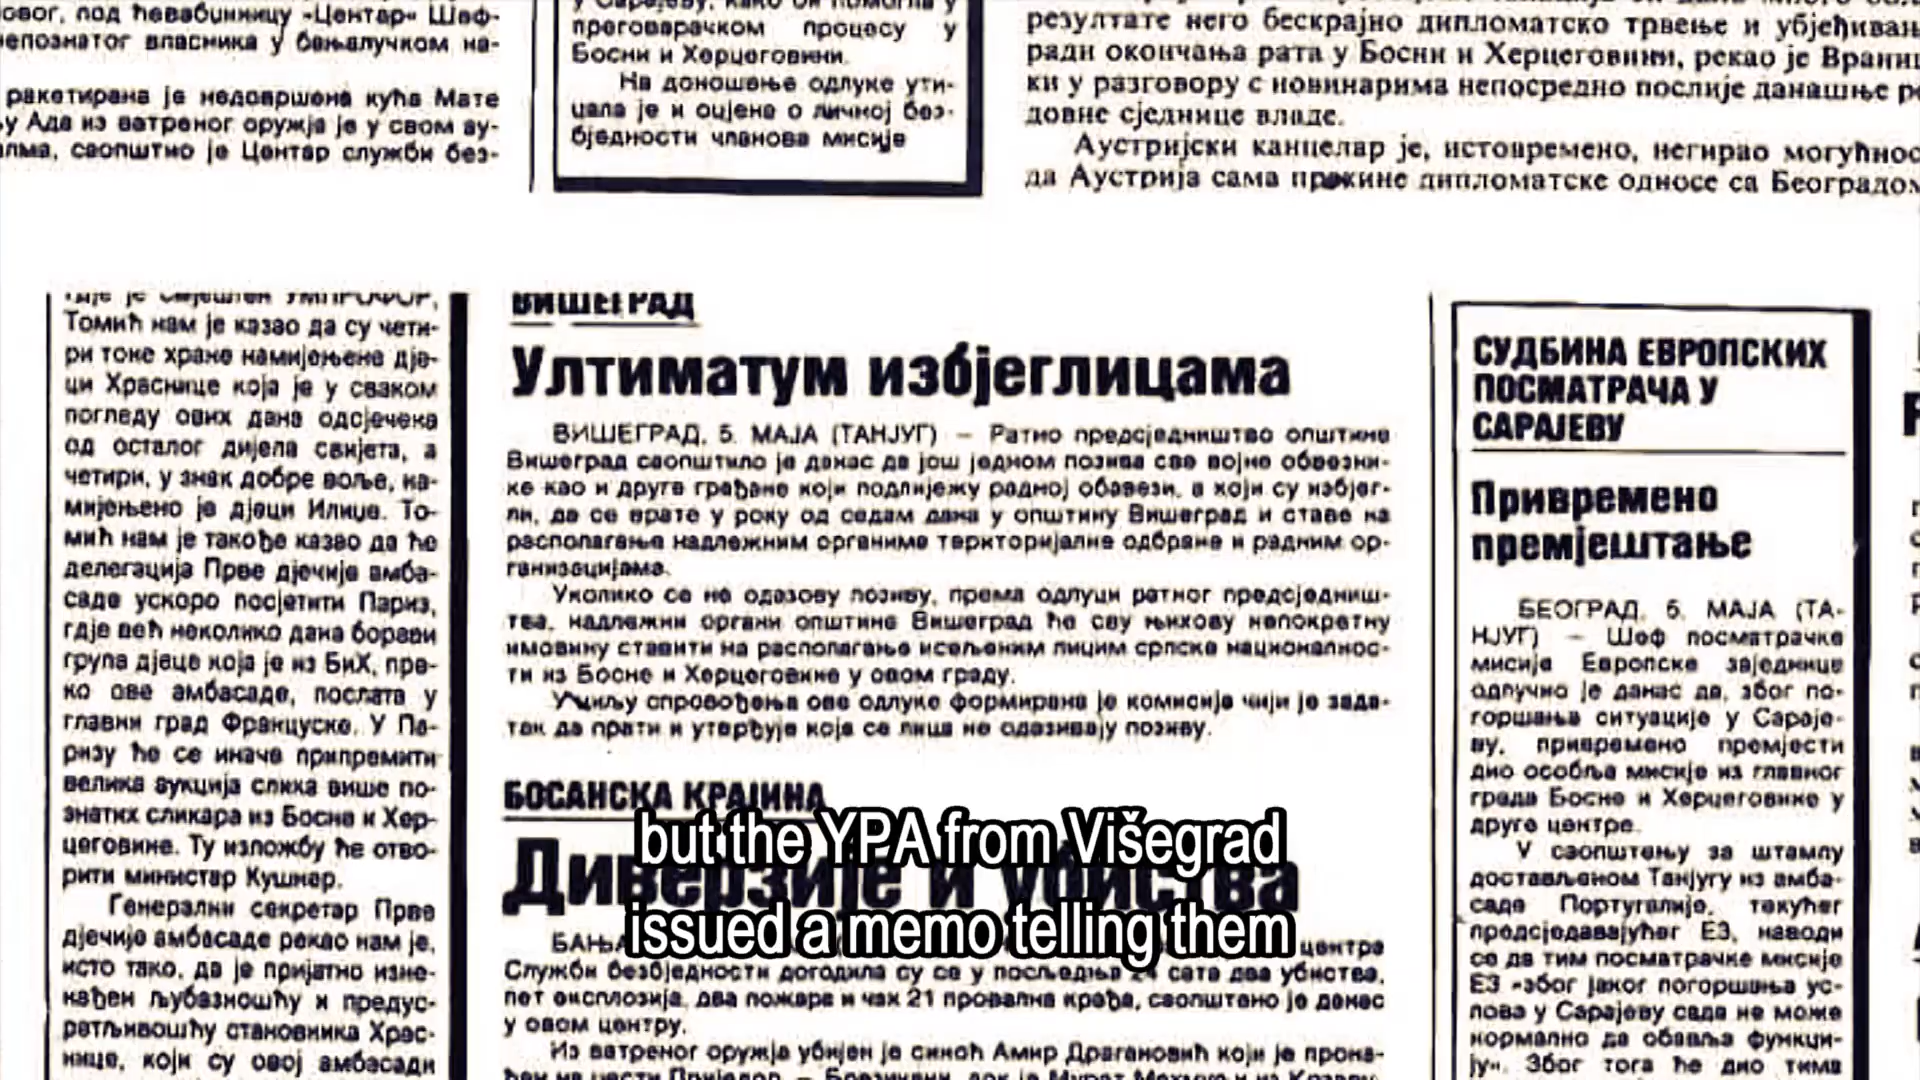 овог, под ћевабџиницу »Центар« Шеф-
непознатог власника у бањалучком на-
ракетирана је недовршена кућа Мате
у Ада из ватреног оружја је у свом ау-
саопштио је Центар служби без-
преговарачком процесу у
Босни и Херцеговини.
На доношење одлуке ути-
цала је и оцјена о личној без-
бједности чланова мисије
резултате него бескрајно дипломатско трвење и убјеђивањ
ради окончања рата у Босни и Херцеговини, рекао је Враниц
ки у разговору с новинарима непосредно послије данашње ре
довне сједнице владе.
Аустријски канцелар је, истовремено, негирао могућнос
да Аустрија сама прекине дипломатске односе са Београдом
гдје је смјештен УМПРОФОР,
Томић нам је казао да су чети-
ри тоне хране намијењене дје-
ци Храснице која је у сваком
погледу ових дана одсјечена
од осталог дијела свијета, а
четири, у знак добре воље, на-
мијењено је дјеци Илиџе. То-
мић нам је такође казао да ће
делегација Прве дјечије амба-
саде ускоро посјетити Париз,
гдје већ неколико дана борави
група дјеце која је из БиХ, пре-
ко ове амбасаде, послата у
главни град Француске. У Па-
ризу ће се иначе припремити
велика аукција слика више по-
знатих сликара из Босне и Хер-
цеговине. Ту изложбу ће отво-
рити министар Кушнер.
Генерални секретар Прве
дјечије амбасаде рекао нам је,
исто тако, да је пријатно изне-
нађен љубазношћу и предус-
ретљивошћу становника Храс-
нице, који су овој амбасади
ВИШЕГРАД
Ултиматум избјеглицама
ВИШЕГРАД, 5. МАЈА (ТАНЈУГ) — Ратно предсједништво општине
Вишеград саопштило је данас да још једном позива све војне обвезни-
ке као и друге грађане који подлијежу радној обавези, а који су избјег-
ли, да се врате у року од седам дана у општину Вишеград и ставе на
располагање надлежним органима територијалне одбране и радним ор-
ганизацијама.
Уколико се не одазову позиву, према одлуци ратног предсједниш-
тва, надлежни органи општине Вишеград ће сву њихову непокретну
имовину ставити на располагање исељеним лицим српске националнос-
ти из Босне и Херцеговине у овом граду.
У циљу спровођења ове одлуке формирана је комисија чији је зада-
так да прати и утврђује која се лица не одазивају позиву.
БОСАНСКА КРАЈИНА
Диверзије и убиства
центра
Службе безбједности догодила су се у посљедња 24 сата два убиства,
пет експлозија, два пожара и чак 21 провална крађа, саопштено је данас
у овом центру.
Из ватреног оружја убијен је синоћ Амир Драгановић који је прона-
СУДБИНА ЕВРОПСКИХ
ПОСМАТРАЧА У
САРАЈЕВУ
Привремено
премјештање
БЕОГРАД, 5. МАЈА (ТА-
НЈУГ) — Шеф посматрачке
мисије Европске заједнице
одлучио је данас да, због по-
горшања ситуације у Сараје-
ву, привремено премјести
дио особља мисије из главног
града Босне и Херцеговине у
друге центре.
У саопштењу за штампу
достављеном Танјугу из амба-
саде Португалије, текућег
предсједавајућег ЕЗ, наводи
се да тим посматрачке мисије
ЕЗ »због јаког погоршања ус-
лова у Сарајеву сада не може
нормално да обавља функци-
ју«. Због тога ће дио тима
but the YPA from Višegrad
issued a memo telling them